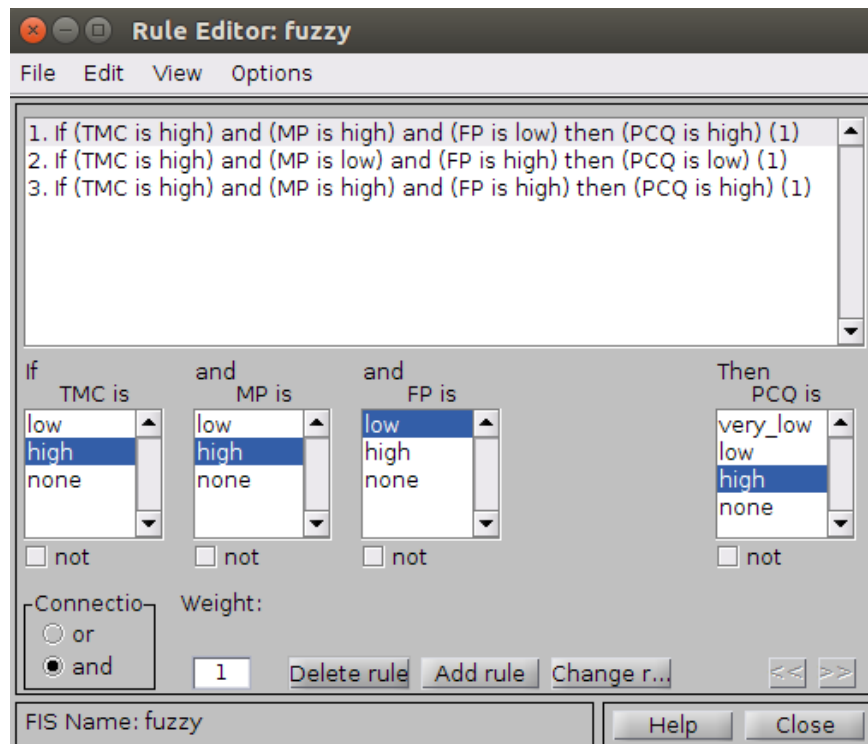 Rule Editor: fuzzy
File Edit View Options
1. If (TMC is high) and (MP is high) and (FP is low) then (PCQ is high) (1)
2. If (TMC is high) and (MP is low) and (FP is high) then (PCQ is low) (1)
3. If (TMC is high) and (MP is high) and (FP is high) then (PCQ is high) (1)
If and and Then
TMC is MP is FP is PCQ is
low low low very_low
high high high low
none none none high
none
not not not not
Connectio Weight:
or
and 1 Delete rule Add rule Change r... << >>
FIS Name: fuzzy Help Close